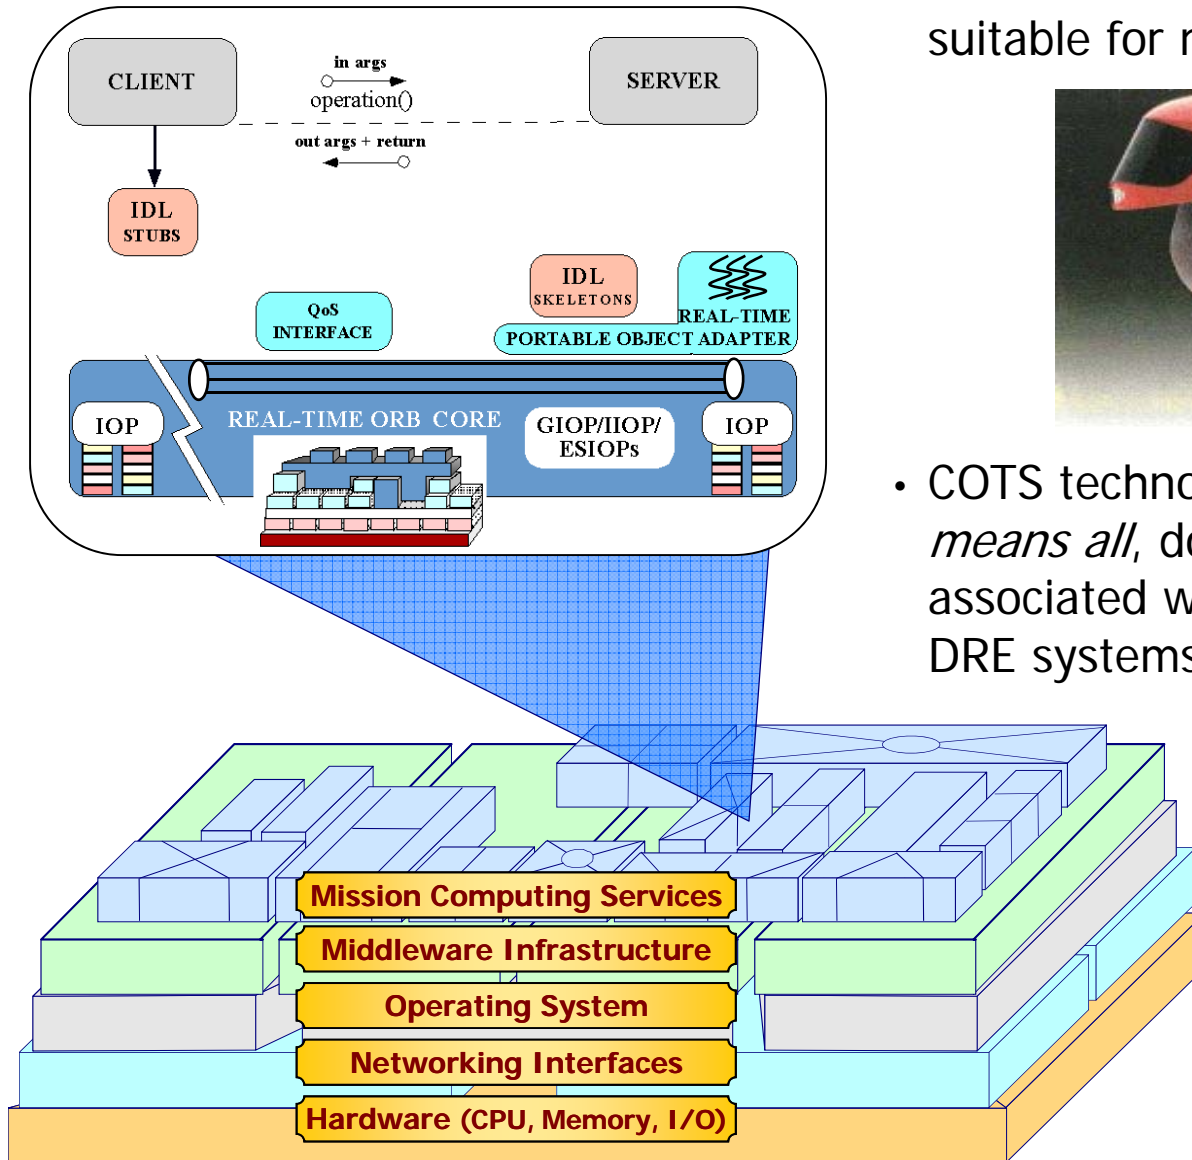 CLIENT
in args
operation()
out args + return
SERVER
IDL
STUBS
QoS
INTERFACE
IDL
SKELETONS
REAL-TIME
PORTABLE OBJECT ADAPTER
IOP
REAL-TIME ORB CORE
GIOP/IIOP/
ESIOPs
IOP
suitable for
• COTS
means all,
associated
DRE systems
Mission Computing Services
Middleware Infrastructure
Operating System
Networking Interfaces
Hardware (CPU, Memory, I/O)